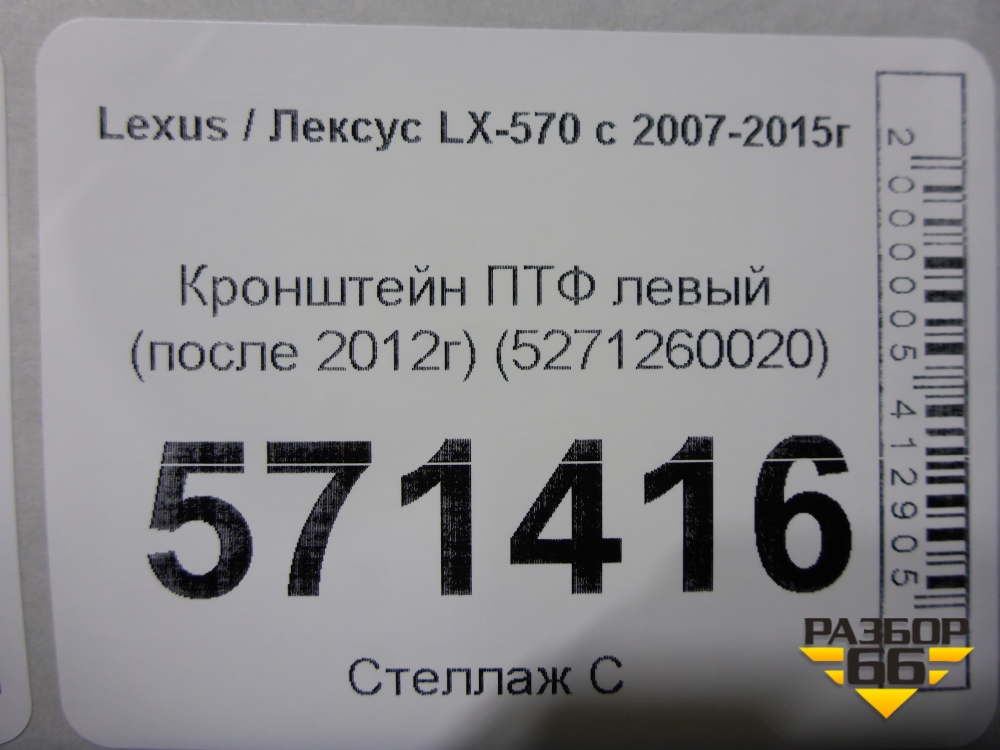 Lexus / Лексус LX-570 с 2007-2015г
Кронштейн ПТФ левый
(после 2012г) (5271260020)
571416
Стеллаж С
2000005412905
РАЗБОР
66